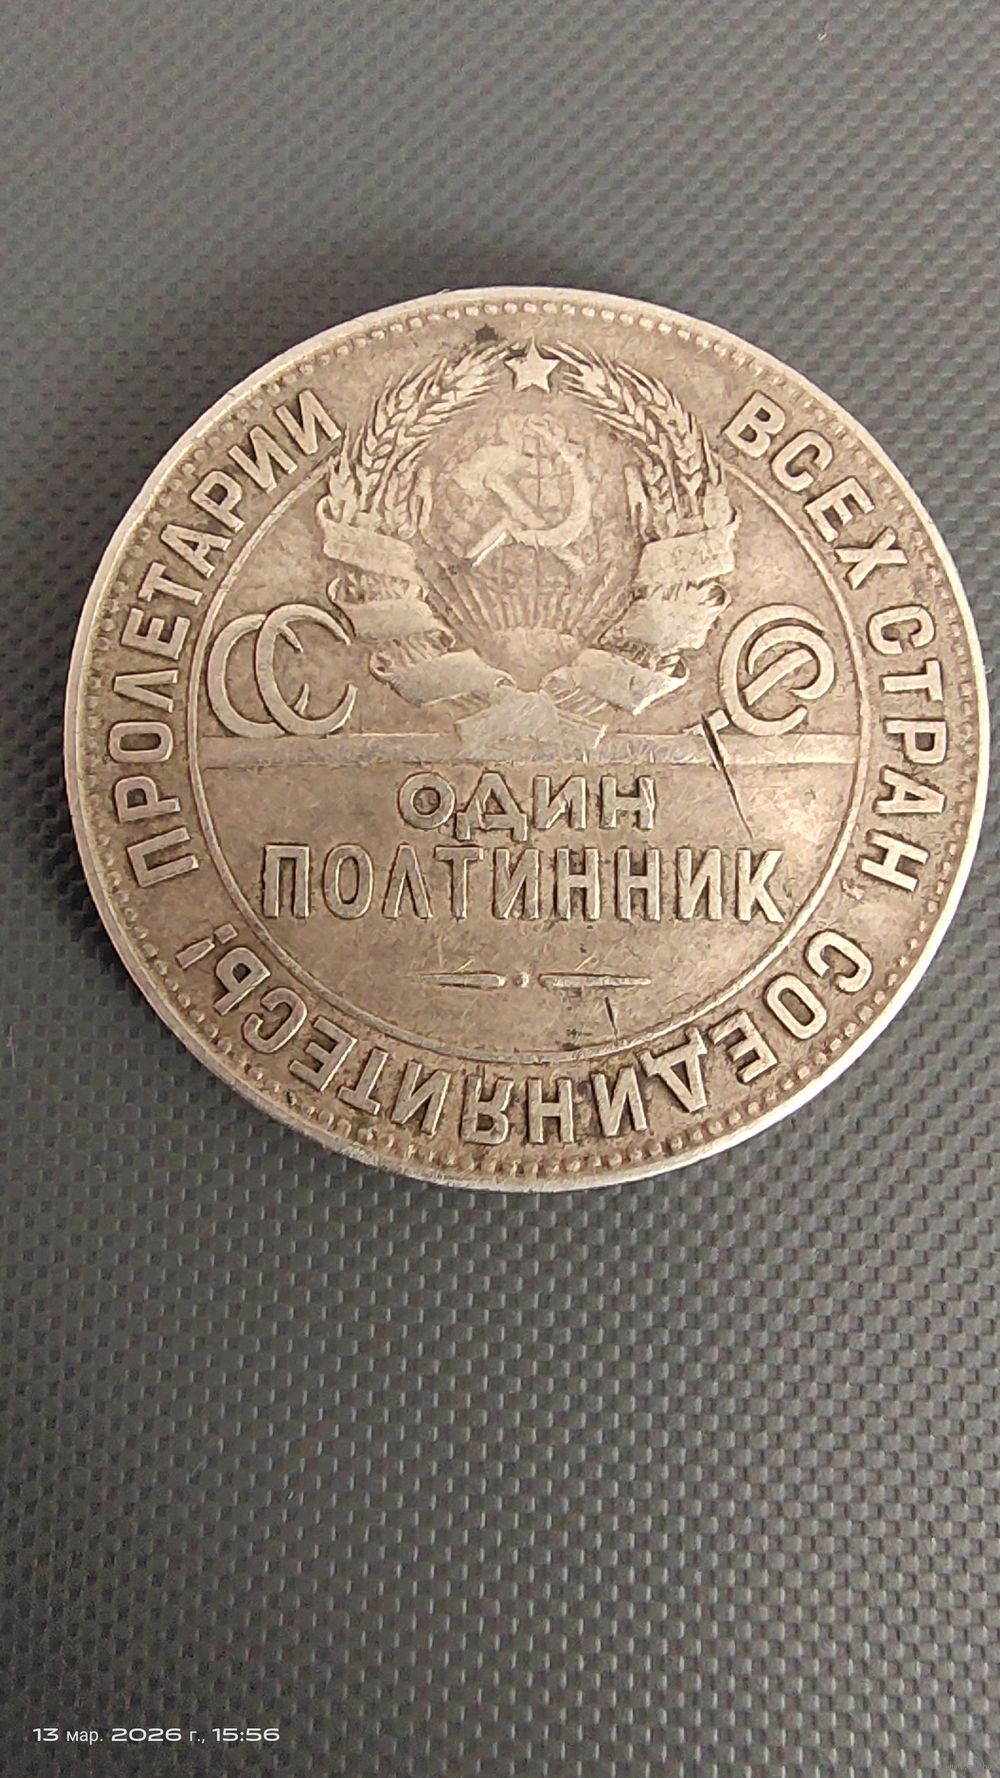 ПРОЛЕТАРИИ ВСЕХ СТРАН СОЕДИНЯЙТЕСЬ!
СССР
ОДИН
ПОЛТИННИК
13 мар. 2026 г., 15:56